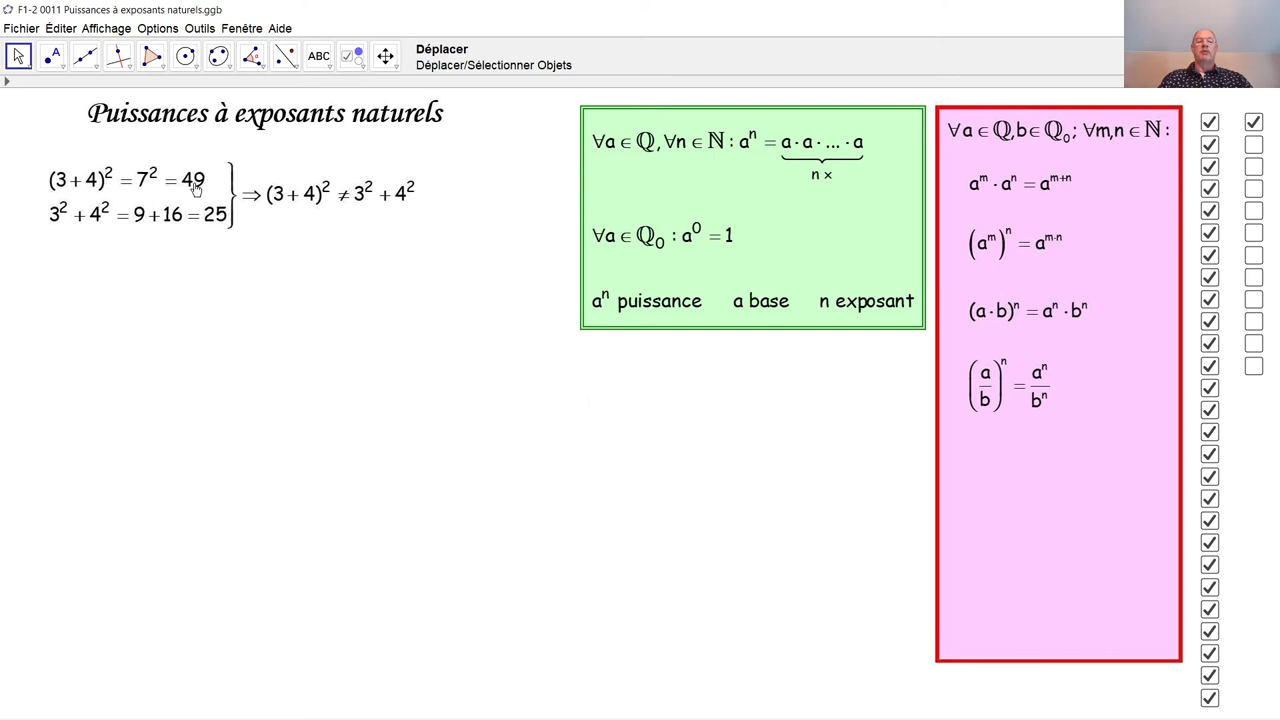 F1-2 0011 Puissances à exposants naturels.ggb
Fichier Éditer Affichage Options Outils Fenêtre Aide
A
ABC
Déplacer
Déplacer/Sélectionner Objets
Puissances à exposants naturels
(3 + 4)² = 7² = 49
3² + 4² = 9 + 16 = 25
⇒ (3 + 4)² ≠ 3² + 4²
∀a ∈ ℚ, ∀n ∈ ℕ : aⁿ = a · a · ... · a
n ×
∀a ∈ ℚ₀ : a⁰ = 1
aⁿ puissance a base n exposant
∀a ∈ ℚ, b ∈ ℚ₀ ; ∀m,n ∈ ℕ :
aᵐ · aⁿ = aᵐ⁺ⁿ
(aᵐ)ⁿ = aᵐ·ⁿ
(a · b)ⁿ = aⁿ · bⁿ
(a/b)ⁿ = aⁿ/bⁿ